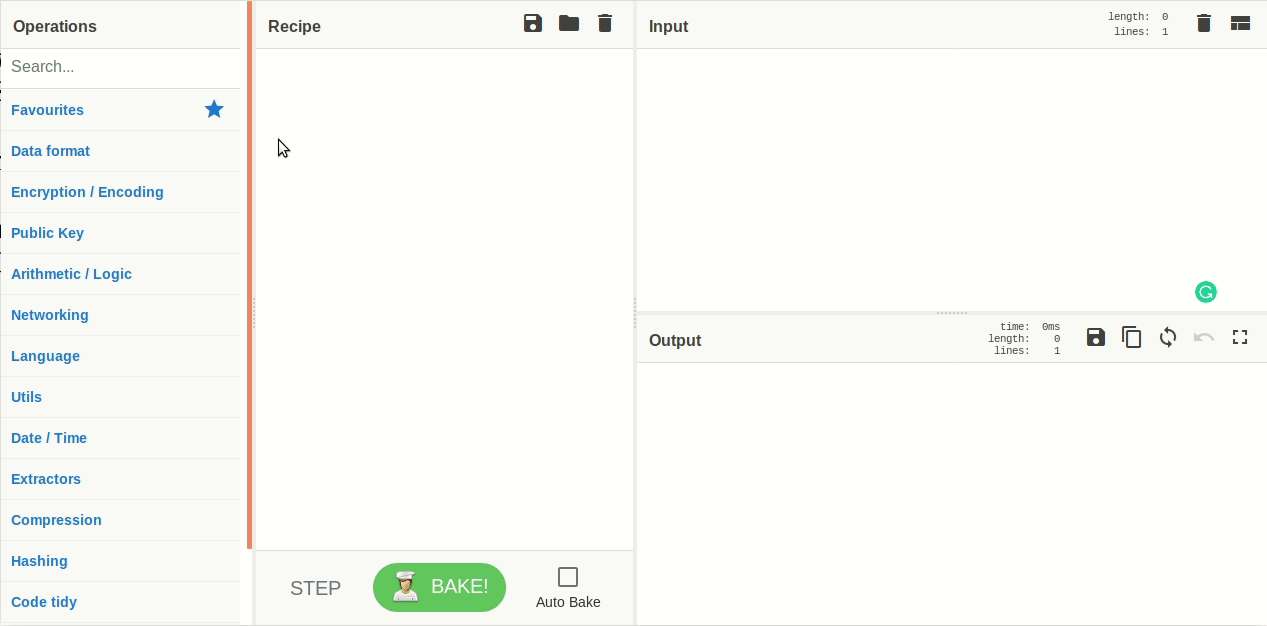 Operations
Search...
Favourites
Data format
Encryption / Encoding
Public Key
Arithmetic / Logic
Networking
Language
Utils
Date / Time
Extractors
Compression
Hashing
Code tidy
Recipe
STEP
BAKE!
Auto Bake
Input
length: 0
lines: 1
Output
time: 0ms
length: 0
lines: 1